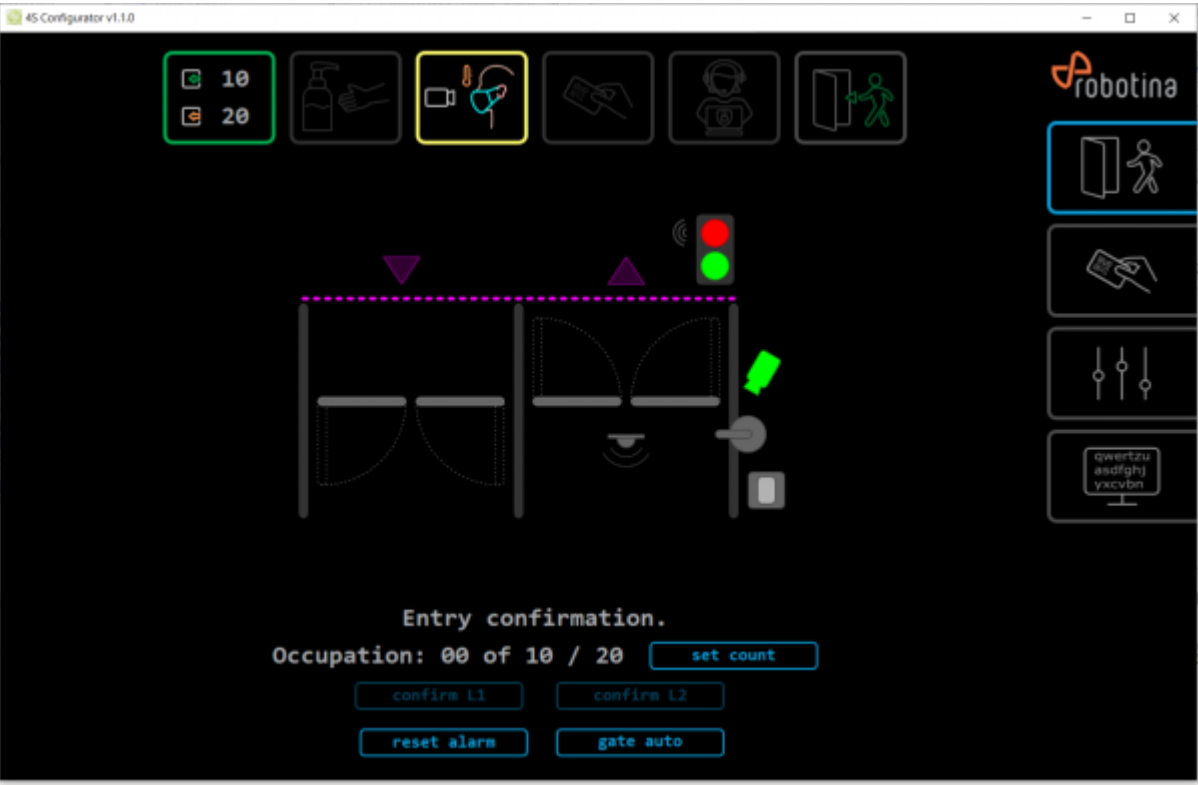 4S Configurator v1.1.0
10
20
robotina
qwertzu
asdfghj
yxcvbn
Entry confirmation.
Occupation: 00 of 10 / 20 set count
confirm L1 confirm L2
reset alarm gate auto